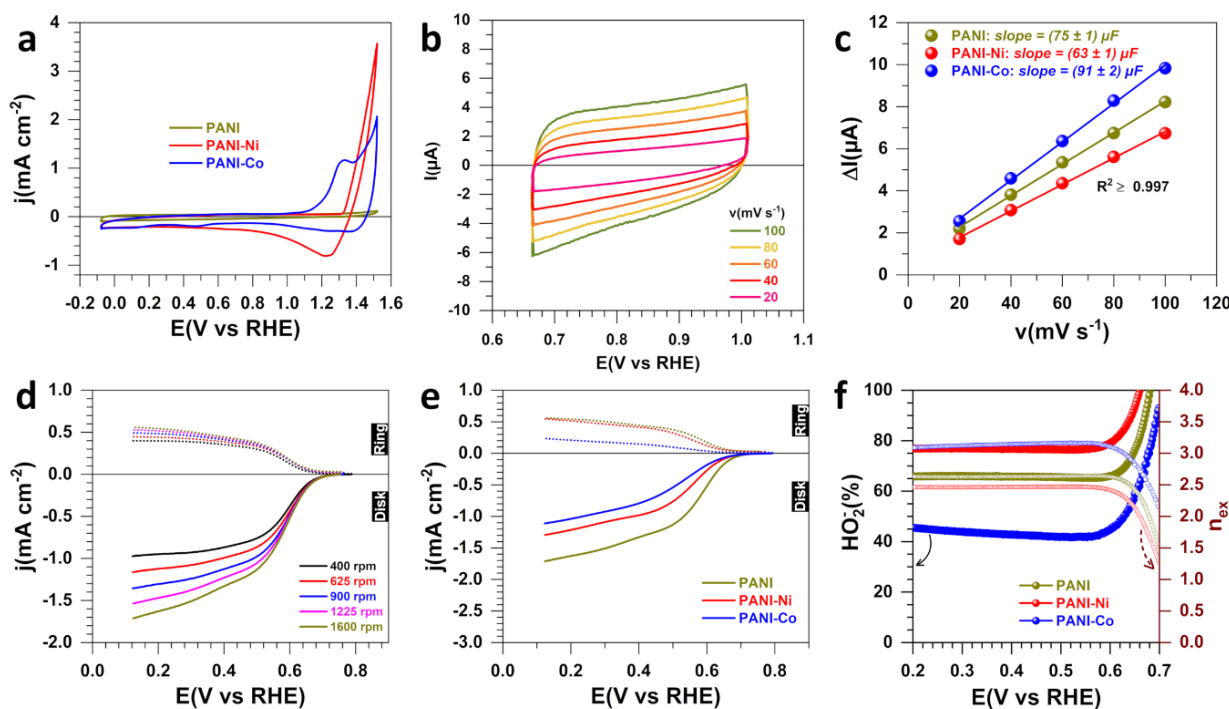 a
j(mA cm⁻²)
4
3
2
1
0
-1
PANI
PANI-Ni
PANI-Co
-0.2 0.0 0.2 0.4 0.6 0.8 1.0 1.2 1.4 1.6
E(V vs RHE)
b
I(µA)
10
8
6
4
2
0
-2
-4
-6
-8
-10
v(mV s⁻¹)
100
80
60
40
20
0.6 0.7 0.8 0.9 1.0 1.1
E(V vs RHE)
c
ΔI(µA)
12
10
8
6
4
2
0
PANI: slope = (75 ± 1) µF
PANI-Ni: slope = (63 ± 1) µF
PANI-Co: slope = (91 ± 2) µF
R² ≥ 0.997
0 20 40 60 80 100 120
v(mV s⁻¹)
d
j(mA cm⁻²)
1.0
0.5
0.0
-0.5
-1.0
-1.5
-2.0
Ring
Disk
400 rpm
625 rpm
900 rpm
1225 rpm
1600 rpm
0.0 0.2 0.4 0.6 0.8
E(V vs RHE)
e
j(mA cm⁻²)
1.0
0.5
0.0
-0.5
-1.0
-1.5
-2.0
-2.5
-3.0
Ring
Disk
PANI
PANI-Ni
PANI-Co
0.0 0.2 0.4 0.6 0.8
E(V vs RHE)
f
HO₂⁻(%)
100
80
60
40
20
0
4.0
3.5
3.0
2.5
2.0
1.5
1.0
0.5
0.0
nₑₓ
PANI
PANI-Ni
PANI-Co
0.2 0.3 0.4 0.5 0.6 0.7
E(V vs RHE)